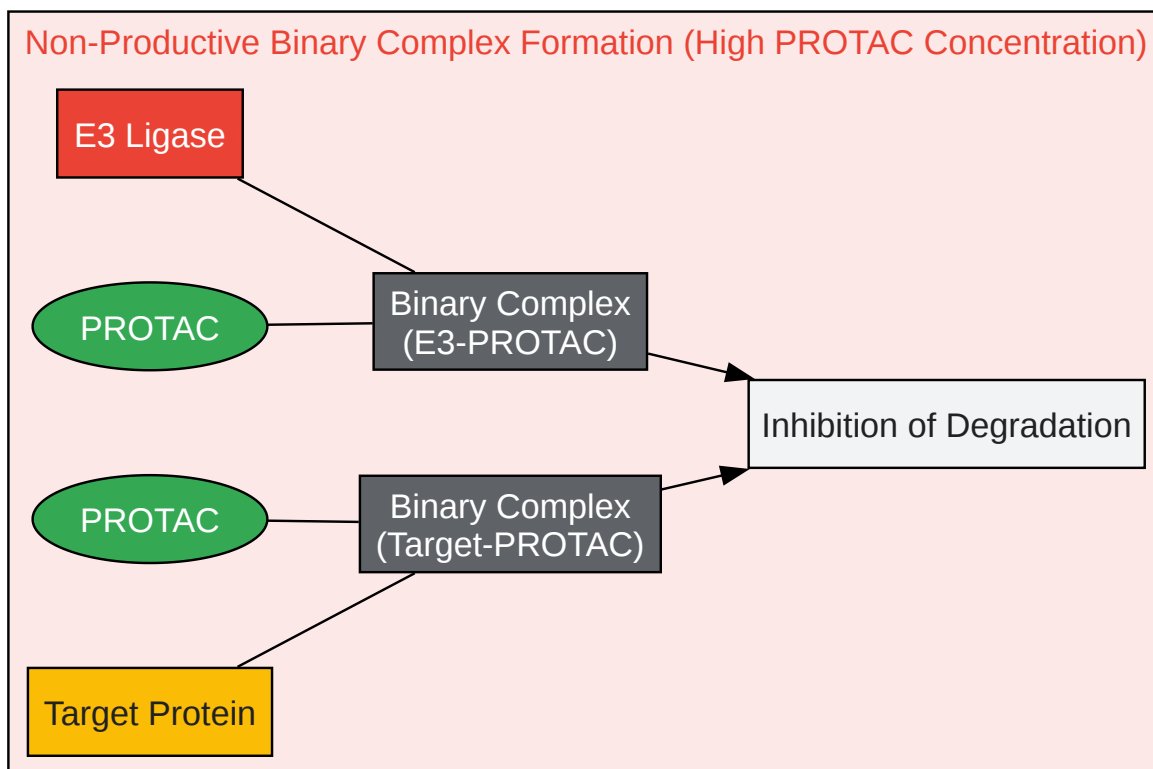 Non-Productive Binary Complex Formation (High PROTAC Concentration)
E3 Ligase
PROTAC
Binary Complex
(E3-PROTAC)
Inhibition of Degradation
PROTAC
Binary Complex
(Target-PROTAC)
Target Protein